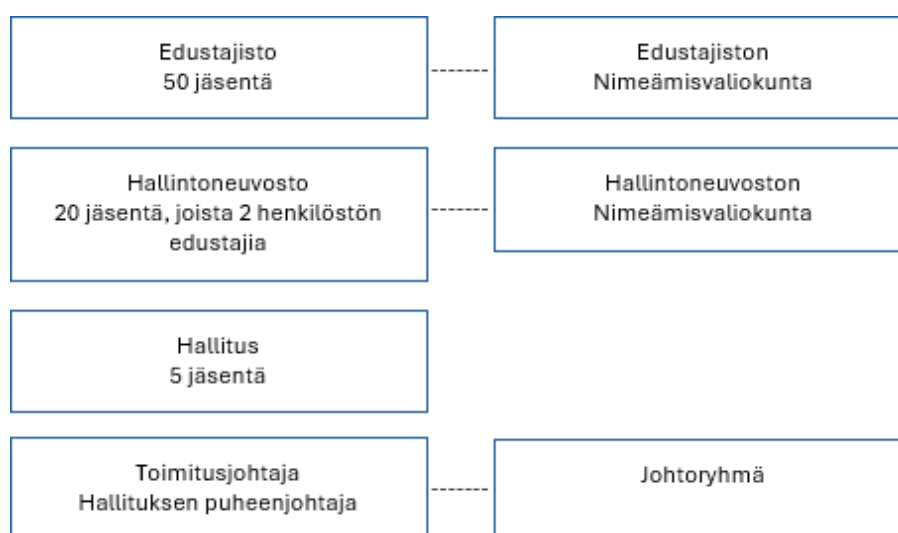 Edustajisto
50 jäsentä
Edustajiston
Nimeämisvaliokunta
Hallintoneuvosto
20 jäsentä, joista 2 henkilöstön
edustajia
Hallintoneuvoston
Nimeämisvaliokunta
Hallitus
5 jäsentä
Toimitusjohtaja
Hallituksen puheenjohtaja
Johtoryhmä